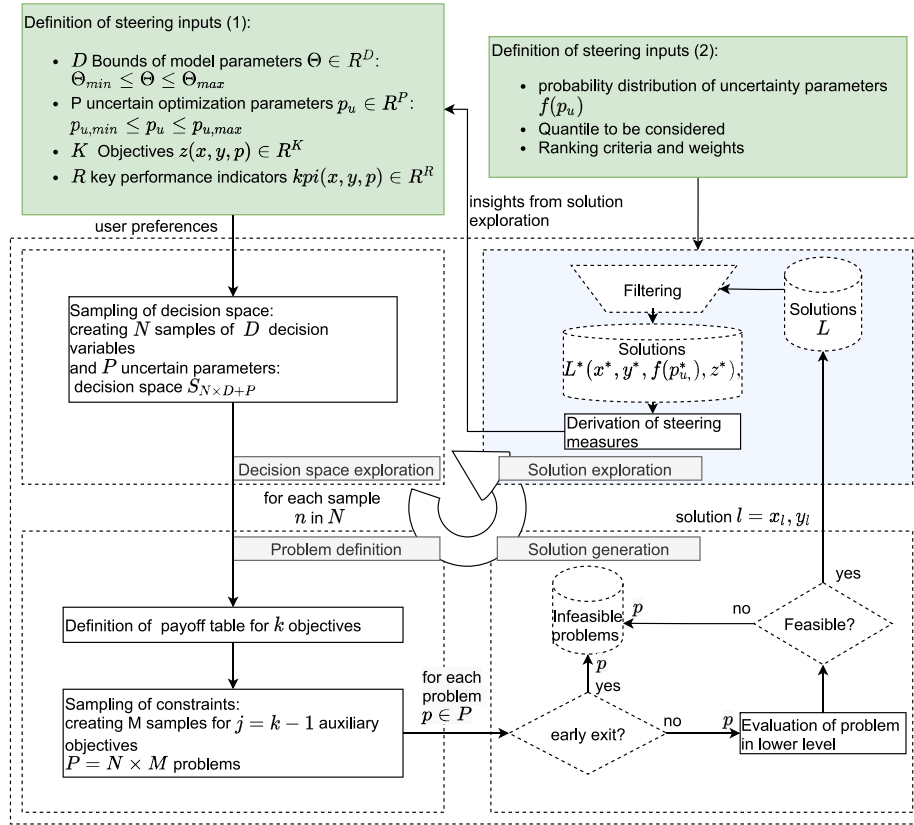 Definition of steering inputs (1):
• D Bounds of model parameters Θ ∈ R^D:
Θ_min ≤ Θ ≤ Θ_max
• P uncertain optimization parameters p_u ∈ R^P:
p_u,min ≤ p_u ≤ p_u,max
• K Objectives z(x, y, p) ∈ R^K
• R key performance indicators kpi(x, y, p) ∈ R^R
Definition of steering inputs (2):
• probability distribution of uncertainty parameters
f(p_u)
• Quantile to be considered
• Ranking criteria and weights
user preferences
insights from solution
exploration
Sampling of decision space:
creating N samples of D decision
variables
and P uncertain parameters:
decision space S_N×D+P
Filtering
Solutions
L
Solutions
L*(x*, y*, f(p*_u,), z*),
Derivation of steering
measures
Decision space exploration
Solution exploration
for each sample
n in N
solution l = x_l, y_l
Problem definition
Solution generation
Definition of payoff table for k objectives
Sampling of constraints:
creating M samples for j = k − 1 auxiliary
objectives
P = N × M problems
for each
problem
p ∈ P
Infeasible
problems
p
yes
early exit?
no
p
Evaluation of problem
in lower level
Feasible?
yes
no
p